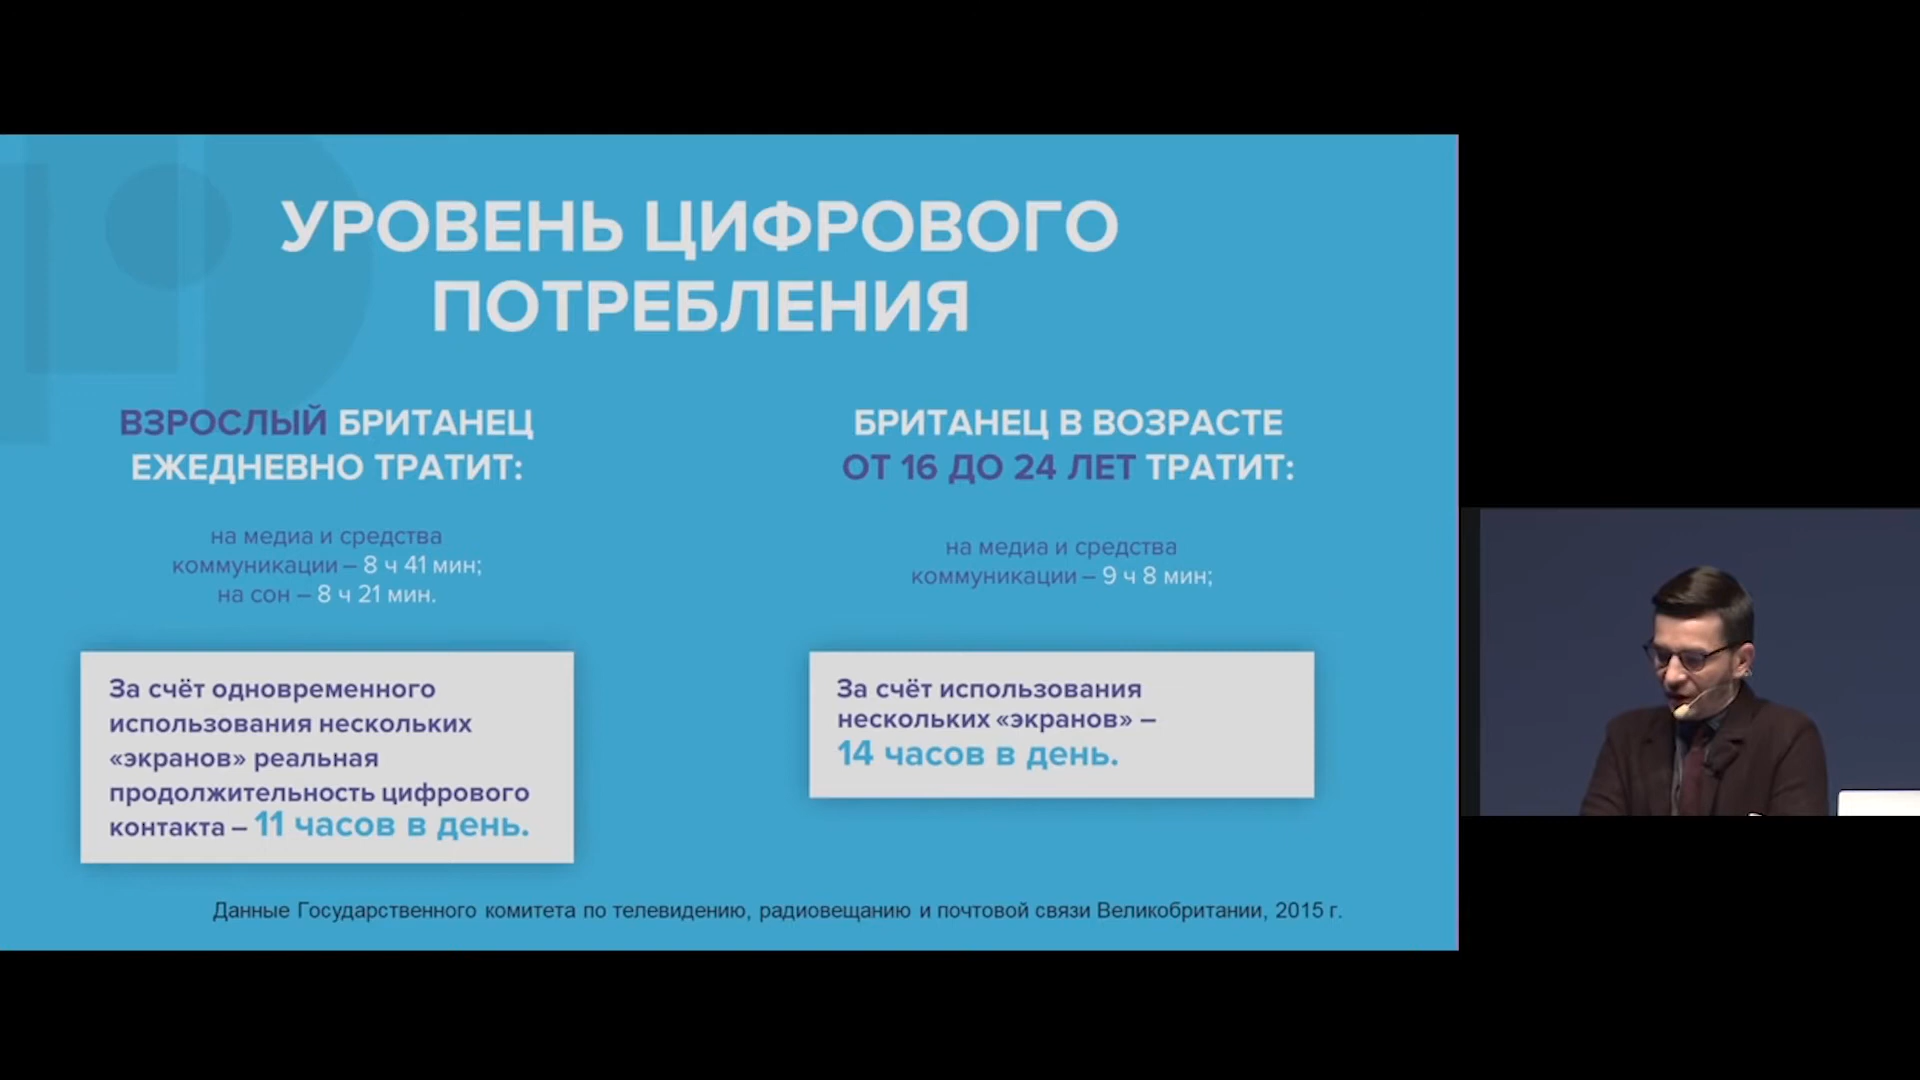 УРОВЕНЬ ЦИФРОВОГО
ПОТРЕБЛЕНИЯ
ВЗРОСЛЫЙ БРИТАНЕЦ
ЕЖЕДНЕВНО ТРАТИТ:
на медиа и средства
коммуникации – 8 ч 41 мин;
на сон – 8 ч 21 мин.
За счёт одновременного
использования нескольких
«экранов» реальная
продолжительность цифрового
контакта – 11 часов в день.
БРИТАНЕЦ В ВОЗРАСТЕ
ОТ 16 ДО 24 ЛЕТ ТРАТИТ:
на медиа и средства
коммуникации – 9 ч 8 мин;
За счёт использования
нескольких «экранов» –
14 часов в день.
Данные Государственного комитета по телевидению, радиовещанию и почтовой связи Великобритании, 2015 г.